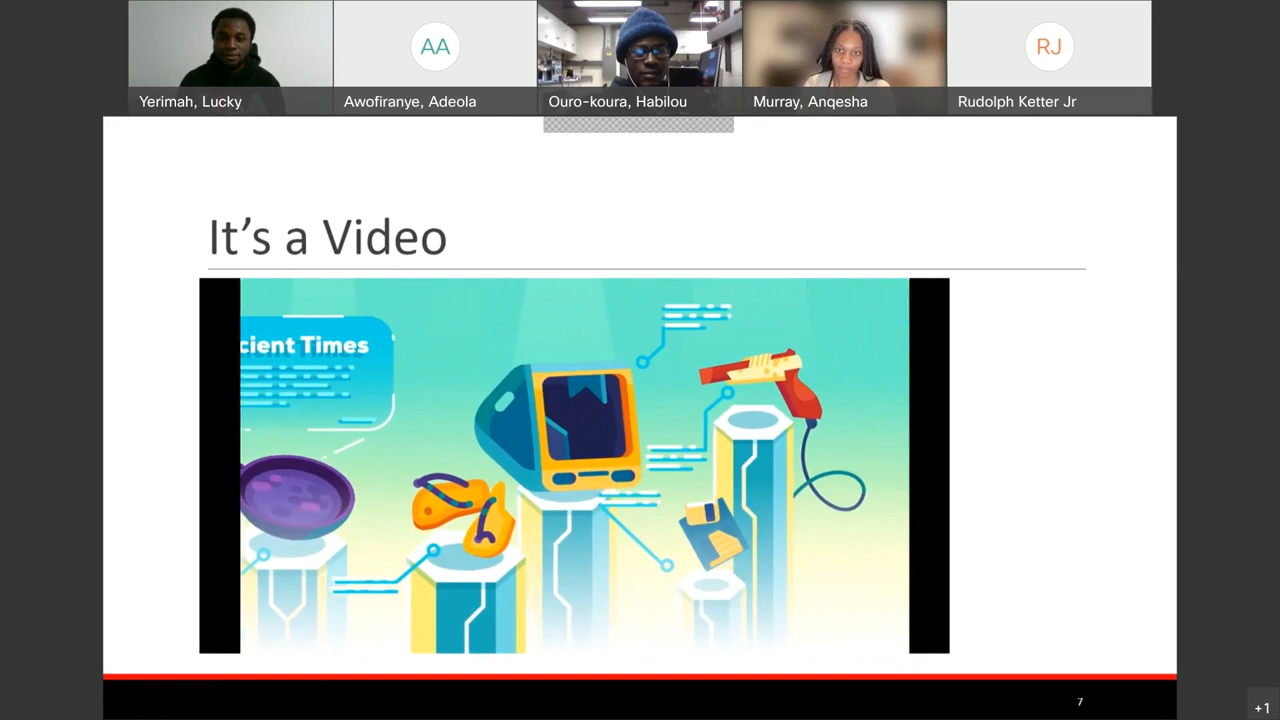 AA
RJ
Yerimah, Lucky
Awofiranye, Adeola
Ouro-koura, Habilou
Murray, Anqesha
Rudolph Ketter Jr
It's a Video
cient Times
7
+1